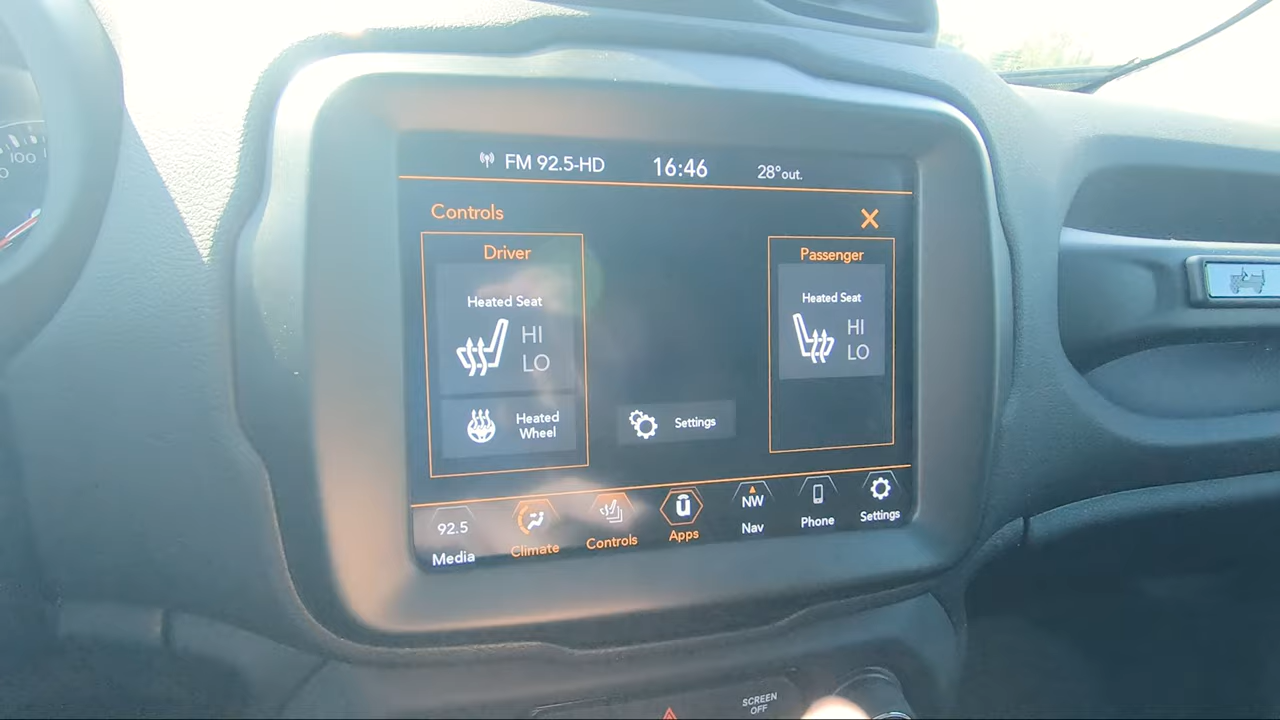 FM 92.5-HD 16:46 28°out.
Controls
Driver
Heated Seat
HI
LO
Heated
Wheel
Settings
Passenger
Heated Seat
HI
LO
92.5
Media
Climate
Controls
Apps
NW
Nav
Phone
Settings
SCREEN
OFF
100